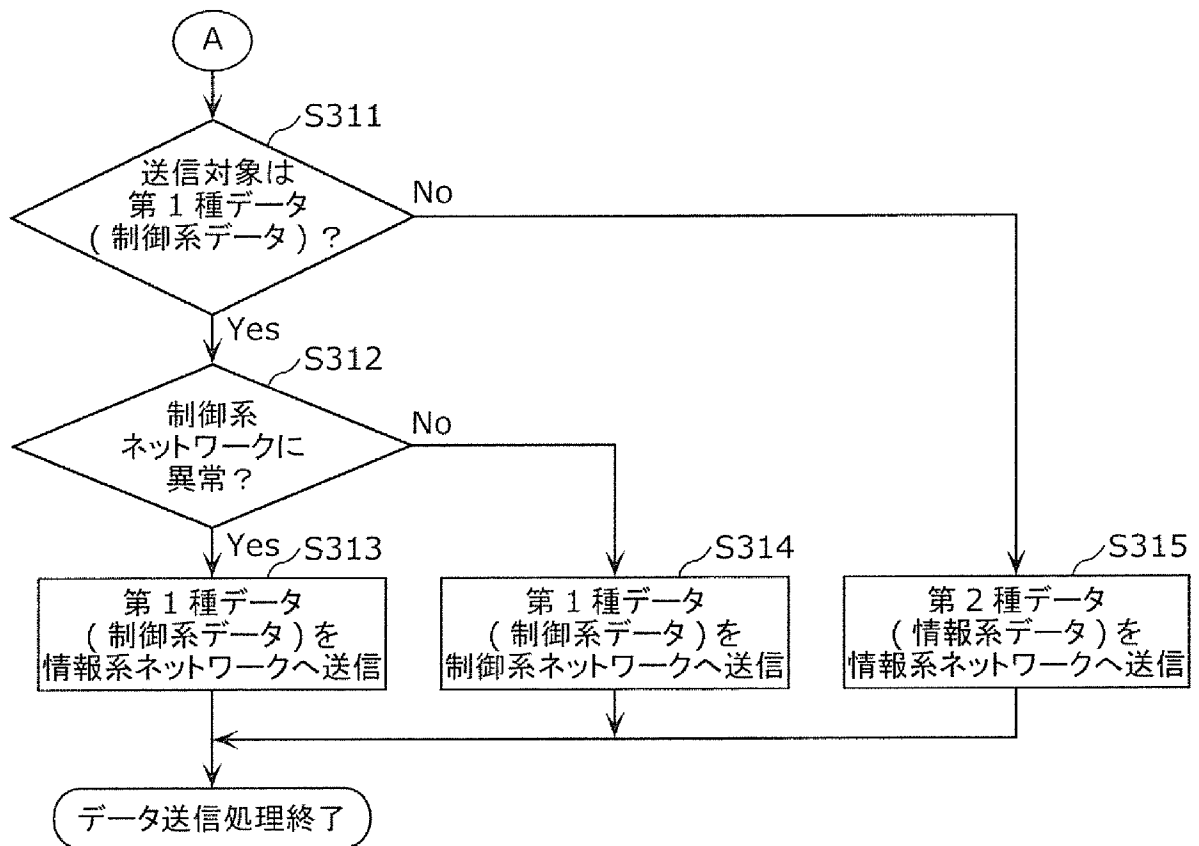 A
S311
送信対象は
第1種データ
(制御系データ)?
No
Yes
S312
制御系
ネットワークに
異常?
No
Yes
S313
第1種データ
(制御系データ)を
情報系ネットワークへ送信
S314
第1種データ
(制御系データ)を
制御系ネットワークへ送信
S315
第2種データ
(情報系データ)を
情報系ネットワークへ送信
データ送信処理終了